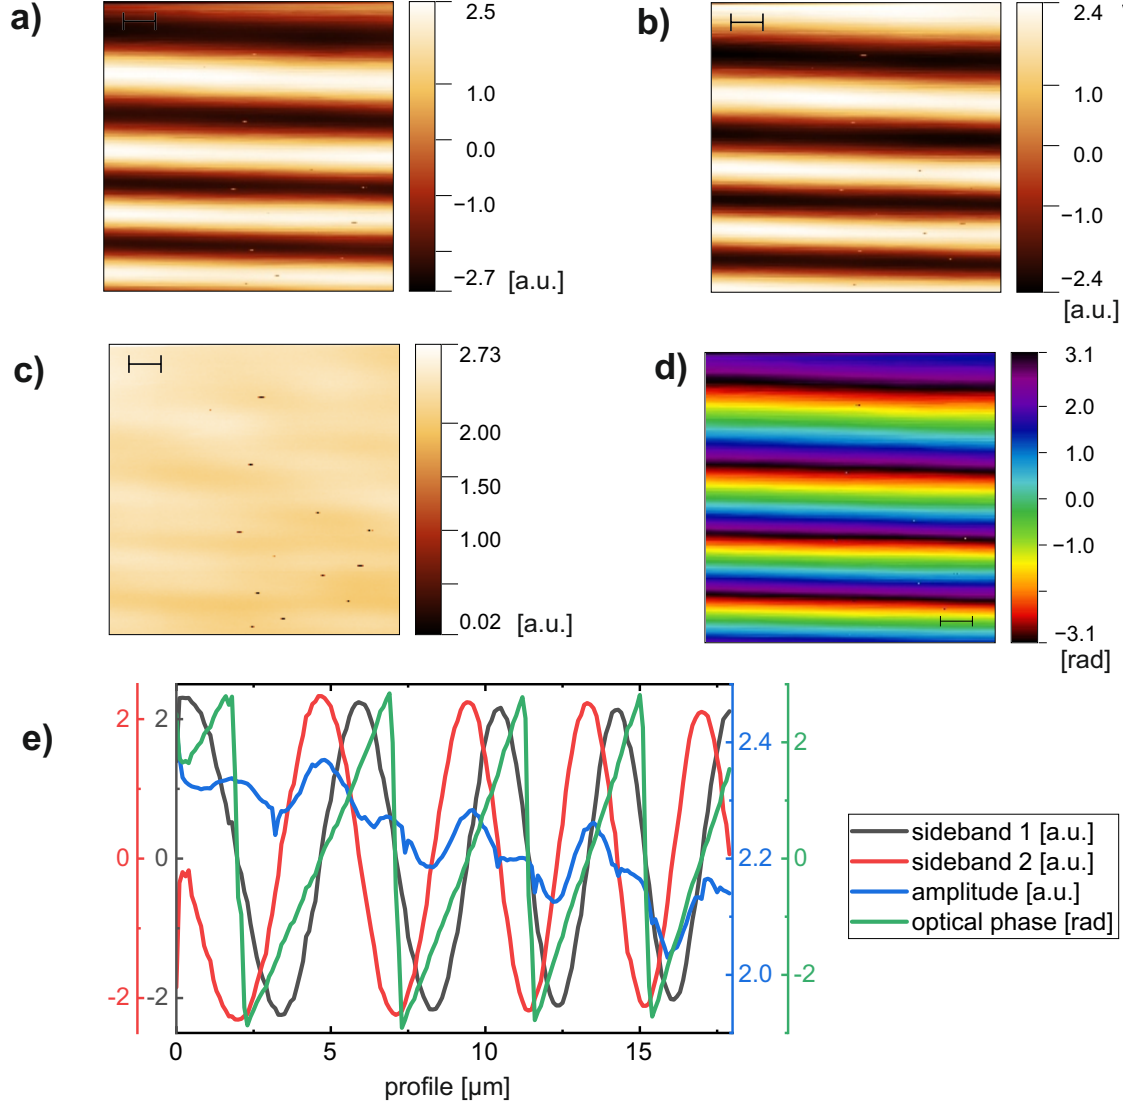 a)
2.5
1.0
0.0
−1.0
−2.7
[a.u.]
b)
2.4
1.0
0.0
−1.0
−2.4
[a.u.]
c)
2.73
2.00
1.50
1.00
0.02
[a.u.]
d)
3.1
2.0
1.0
0.0
−1.0
−3.1
[rad]
e)
2
0
-2
2
0
-2
2.4
2.2
2.0
2
0
-2
0
5
10
15
profile [µm]
sideband 1 [a.u.]
sideband 2 [a.u.]
amplitude [a.u.]
optical phase [rad]